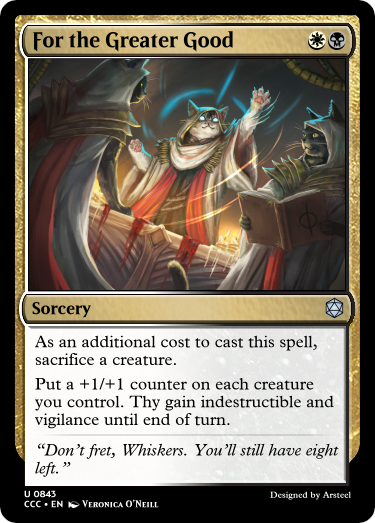 For the Greater Good
Sorcery
As an additional cost to cast this spell,
sacrifice a creature.
Put a +1/+1 counter on each creature
you control. Thy gain indestructible and
vigilance until end of turn.
“Don’t fret, Whiskers. You’ll still have eight
left.”
U 0843
CCC • EN VERONICA O’NEILL
Designed by Arsteel